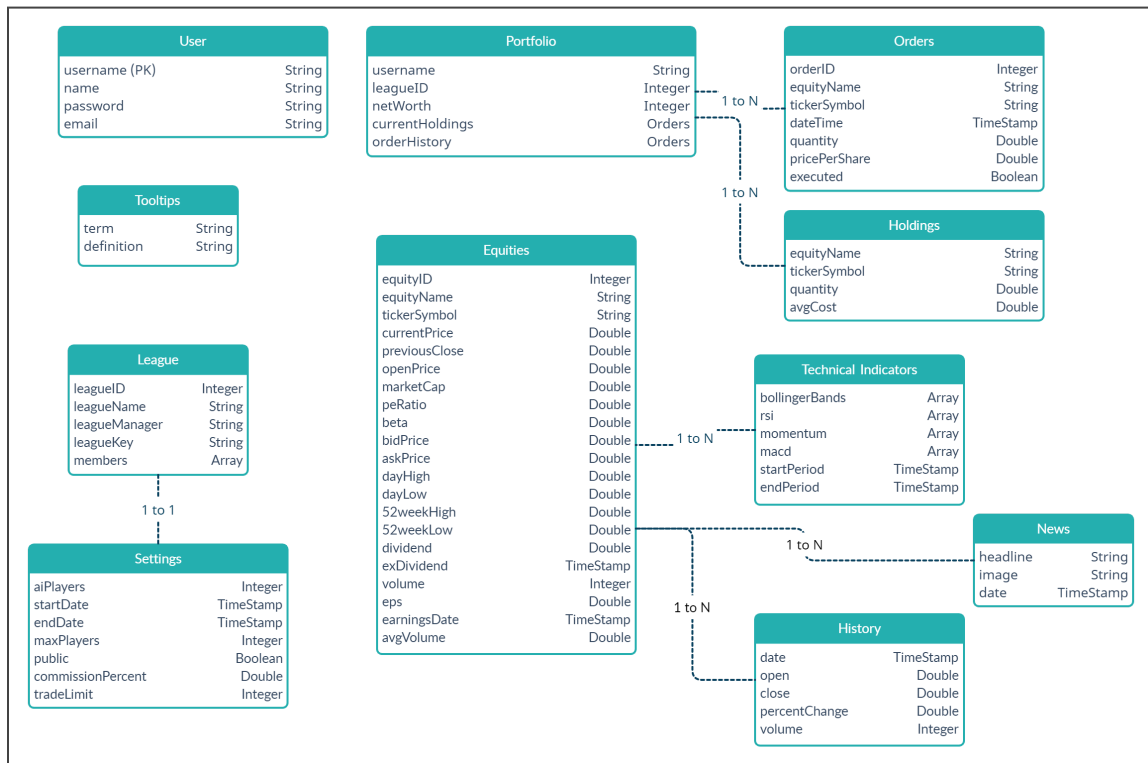 User
username (PK) String
name String
password String
email String
Portfolio
username String
leagueID Integer
netWorth Integer
currentHoldings Orders
orderHistory Orders
1 to N
1 to N
Orders
orderID Integer
equityName String
tickerSymbol String
dateTime TimeStamp
quantity Double
pricePerShare Double
executed Boolean
Tooltips
term String
definition String
Holdings
equityName String
tickerSymbol String
quantity Double
avgCost Double
Equities
equityID Integer
equityName String
tickerSymbol String
currentPrice Double
previousClose Double
openPrice Double
marketCap Double
peRatio Double
beta Double
bidPrice Double
askPrice Double
dayHigh Double
dayLow Double
52weekHigh Double
52weekLow Double
dividend Double
exDividend TimeStamp
volume Integer
eps Double
earningsDate TimeStamp
avgVolume Double
League
leagueID Integer
leagueName String
leagueManager String
leagueKey String
members Array
1 to 1
Settings
aiPlayers Integer
startDate TimeStamp
endDate TimeStamp
maxPlayers Integer
public Boolean
commissionPercent Double
tradeLimit Integer
1 to N
Technical Indicators
bollingerBands Array
rsi Array
momentum Array
macd Array
startPeriod TimeStamp
endPeriod TimeStamp
1 to N
News
headline String
image String
date TimeStamp
1 to N
History
date TimeStamp
open Double
close Double
percentChange Double
volume Integer